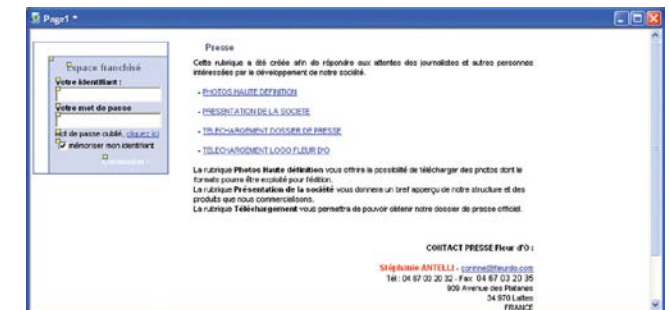 Page1 *
Espace franchisé
Votre identifiant :
Votre mot de passe
Mot de passe oublié, cliquez ici
mémoriser mon identifiant
Presse
Cette rubrique a été créée afin de répondre aux attentes des journalistes et autres personnes
intéressées par le développement de notre société.
- PHOTOS HAUTE DEFINITION
- PRESENTATION DE LA SOCIETE
- TELECHARGEMENT DOSSIER DE PRESSE
- TELECHARGEMENT LOGO FLEUR D'O
La rubrique Photos Haute définition vous offrira la possibilité de télécharger des photos dont le
formats pourra être exploité pour l'édition.
La rubrique Présentation de la société vous donnera un bref apperçu de notre structure et des
produits que nous commercialisons.
La rubrique Téléchargement vous permettra de pouvoir obtenir notre dossier de presse officiel.
CONTACT PRESSE Fleur d'O :
Stéphanie ANTELLI - corinne@fleurdo.com
Tél : 04 67 03 20 32 - Fax: 04 67 03 20 35
909 Avenue des Platanes
34 970 Lattes
FRANCE